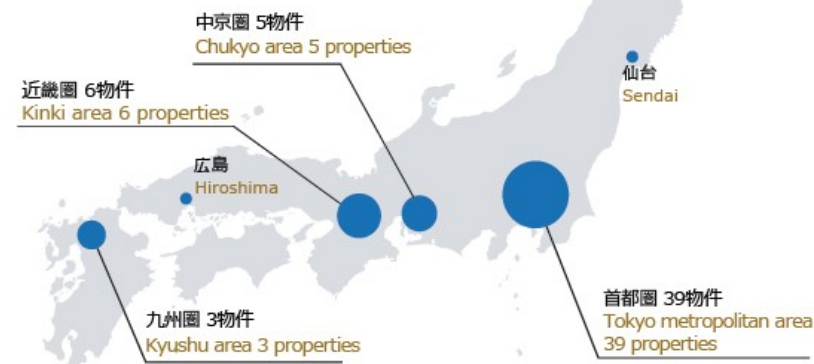 中京圏 5物件
Chukyo area 5 properties
仙台
Sendai
近畿圏 6物件
Kinki area 6 properties
広島
Hiroshima
首都圏 39物件
Tokyo metropolitan area
39 properties
九州圏 3物件
Kyushu area 3 properties